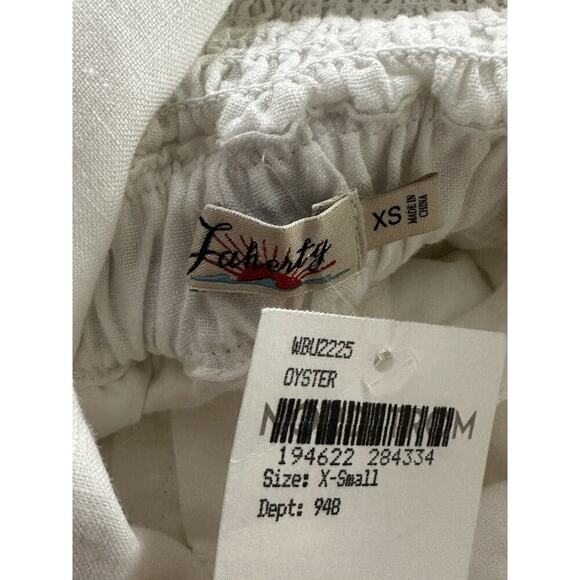 Faherty
XS
MADE IN
CHINA
WBU2225
OYSTER
194622 284334
Size: X-Small
Dept: 948